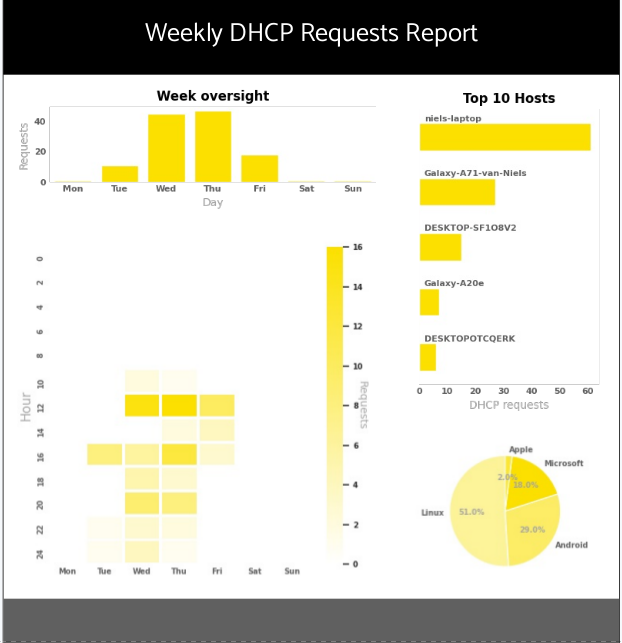 Weekly DHCP Requests Report
Week oversight
40
20
0
Requests
Mon Tue Wed Thu Fri Sat Sun
Day
Top 10 Hosts
niels-laptop
Galaxy-A71-van-Niels
DESKTOP-SF1O8V2
Galaxy-A20e
DESKTOPOTCQERK
0 10 20 30 40 50 60
DHCP requests
0
2
4
6
8
10
12
14
16
20
22
24
Hour
18
Mon Tue Wed Thu Fri Sat Sun
16
14
12
10
8
6
4
2
0
Requests
Apple
Microsoft
2.0%
18.0%
Linux
51.0%
29.0%
Android